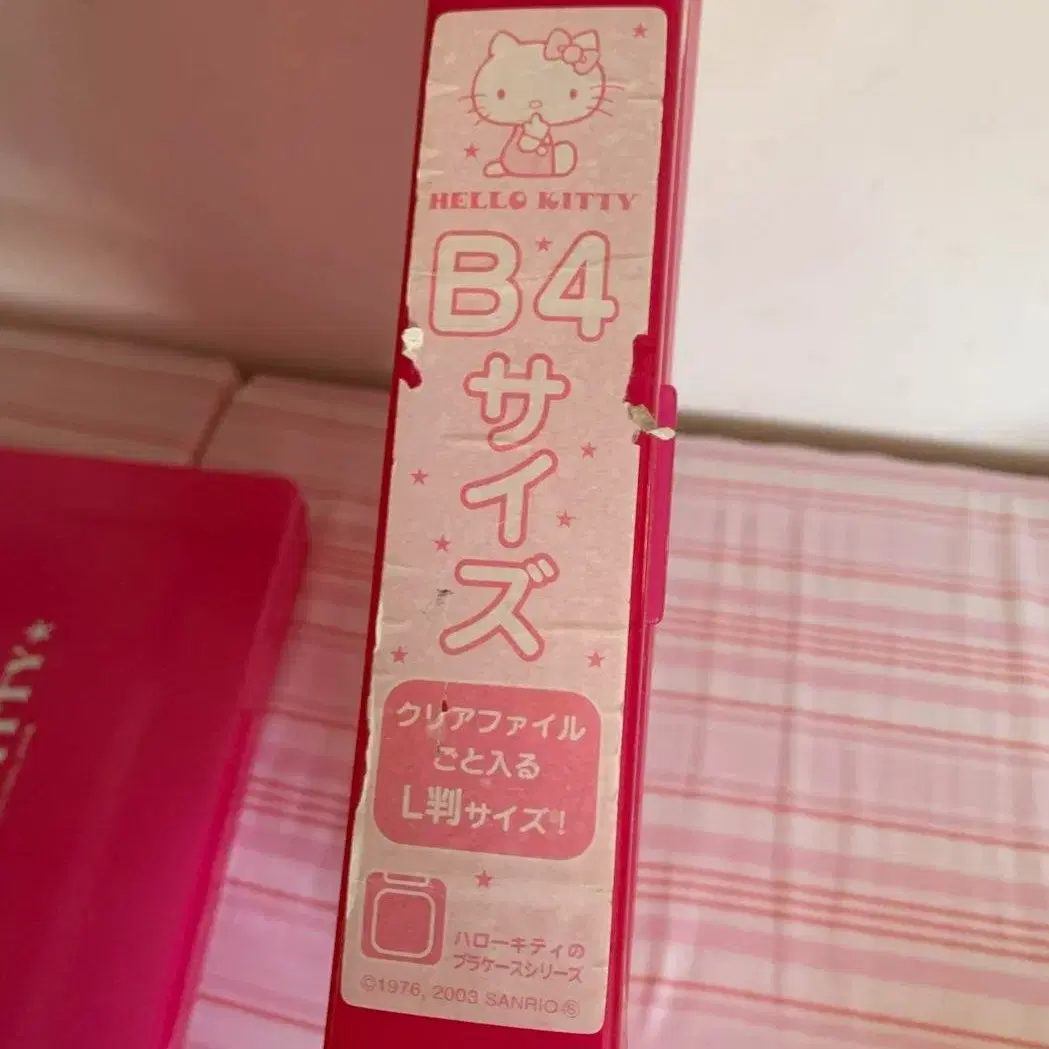 HELLO KITTY
B4
サイズ
クリアファイル
ごと入る
L判サイズ!
ハローキティの
プラケースシリーズ
©1976, 2003 SANRIO